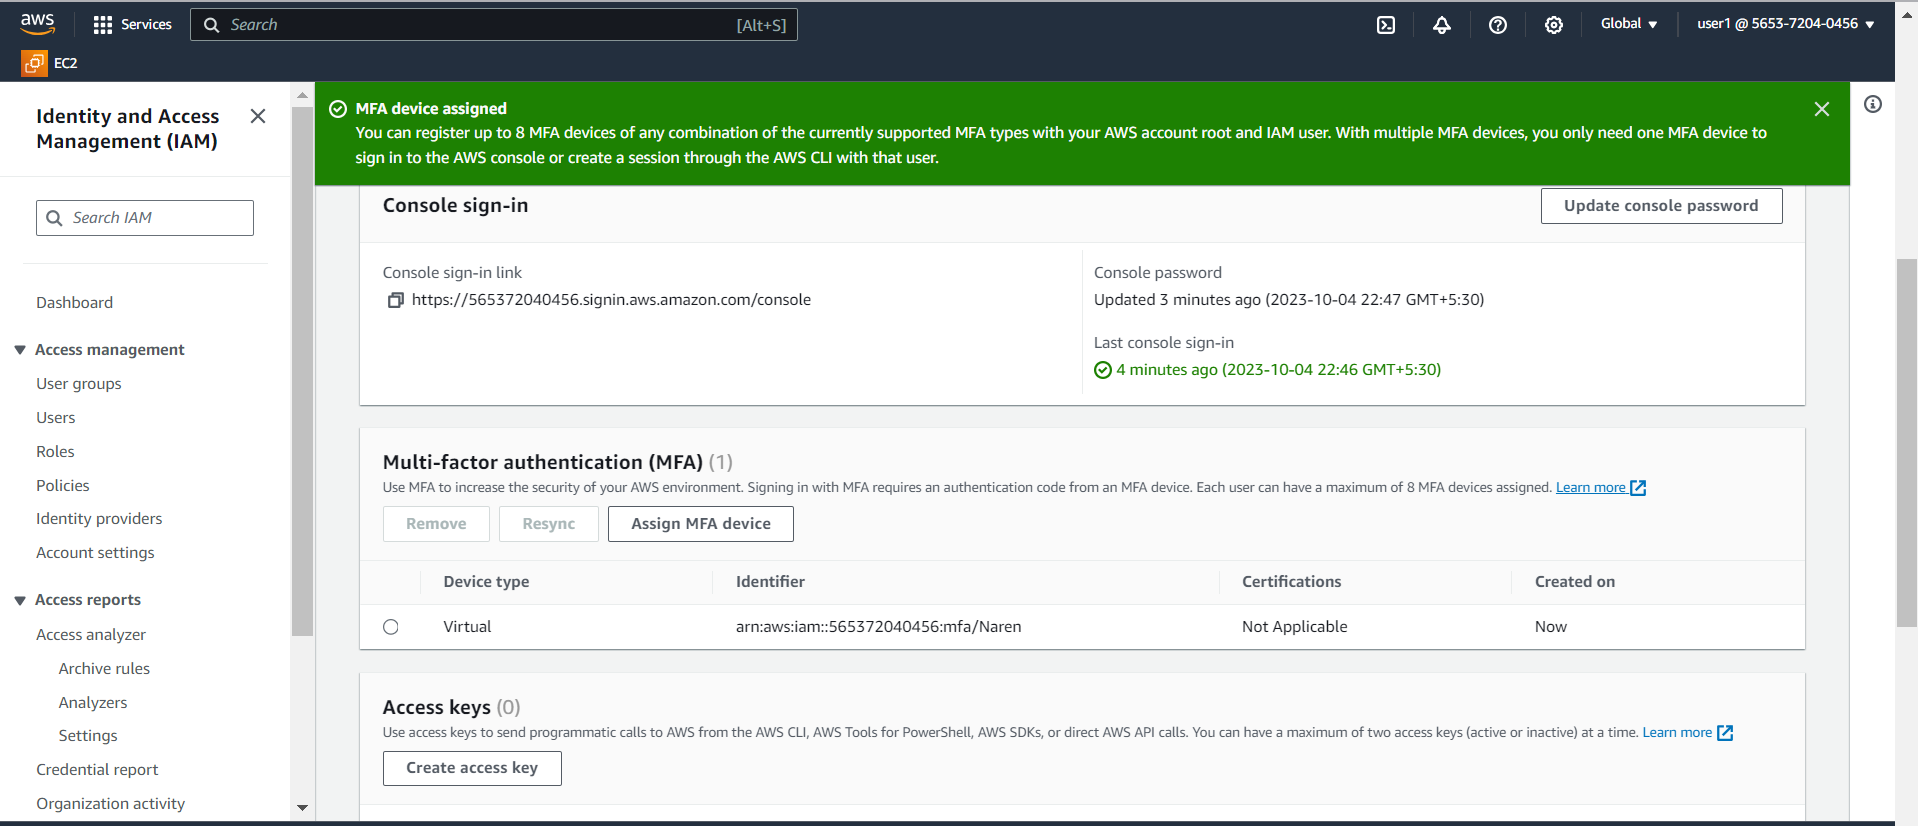 aws
Services
Search
[Alt+S]
Global
user1 @ 5653-7204-0456
EC2
Identity and Access
Management (IAM)
Search IAM
Dashboard
Access management
User groups
Users
Roles
Policies
Identity providers
Account settings
Access reports
Access analyzer
Archive rules
Analyzers
Settings
Credential report
Organization activity
MFA device assigned
You can register up to 8 MFA devices of any combination of the currently supported MFA types with your AWS account root and IAM user. With multiple MFA devices, you only need one MFA device to
sign in to the AWS console or create a session through the AWS CLI with that user.
Console sign-in
Update console password
Console sign-in link
https://565372040456.signin.aws.amazon.com/console
Console password
Updated 3 minutes ago (2023-10-04 22:47 GMT+5:30)
Last console sign-in
4 minutes ago (2023-10-04 22:46 GMT+5:30)
Multi-factor authentication (MFA) (1)
Use MFA to increase the security of your AWS environment. Signing in with MFA requires an authentication code from an MFA device. Each user can have a maximum of 8 MFA devices assigned. Learn more
Remove
Resync
Assign MFA device
Device type
Identifier
Certifications
Created on
Virtual
arn:aws:iam::565372040456:mfa/Naren
Not Applicable
Now
Access keys (0)
Use access keys to send programmatic calls to AWS from the AWS CLI, AWS Tools for PowerShell, AWS SDKs, or direct AWS API calls. You can have a maximum of two access keys (active or inactive) at a time. Learn more
Create access key